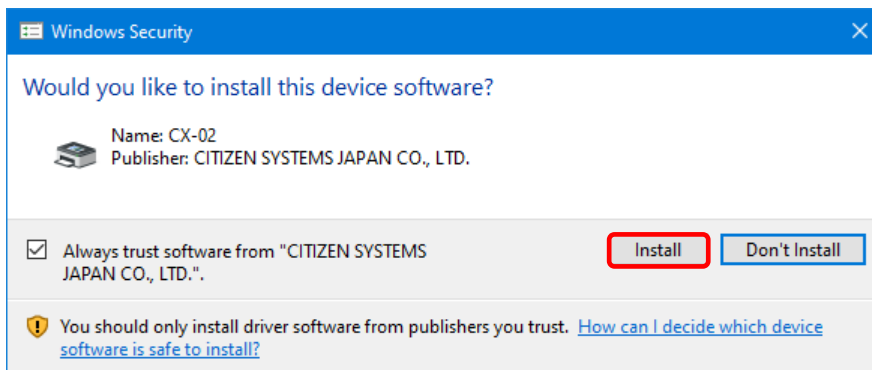 Windows Security
Would you like to install this device software?
Name: CX-02
Publisher: CITIZEN SYSTEMS JAPAN CO., LTD.
Always trust software from "CITIZEN SYSTEMS
JAPAN CO., LTD.".
Install
Don't Install
You should only install driver software from publishers you trust. How can I decide which device
software is safe to install?